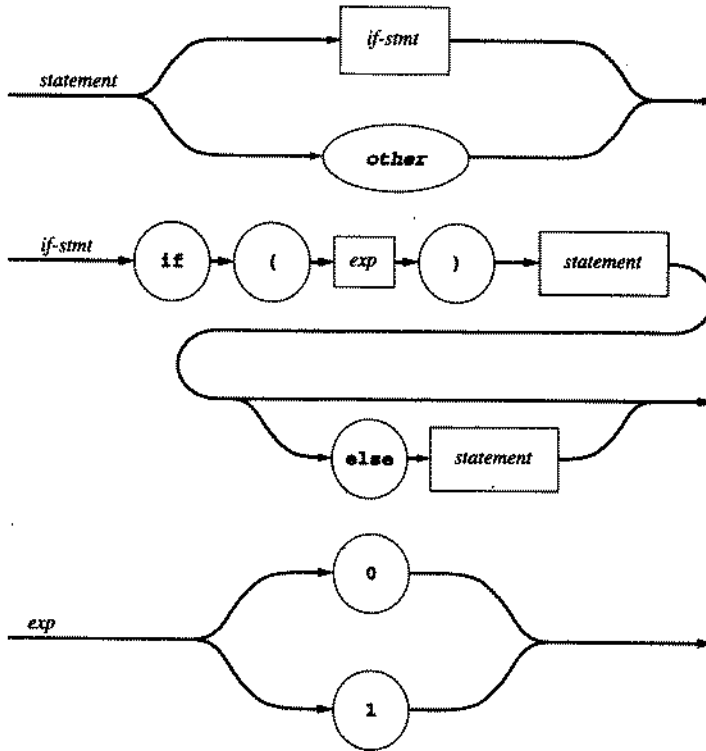 if-stmt
statement
other
if-stmt
if ( exp ) statement
else statement
0
exp
1